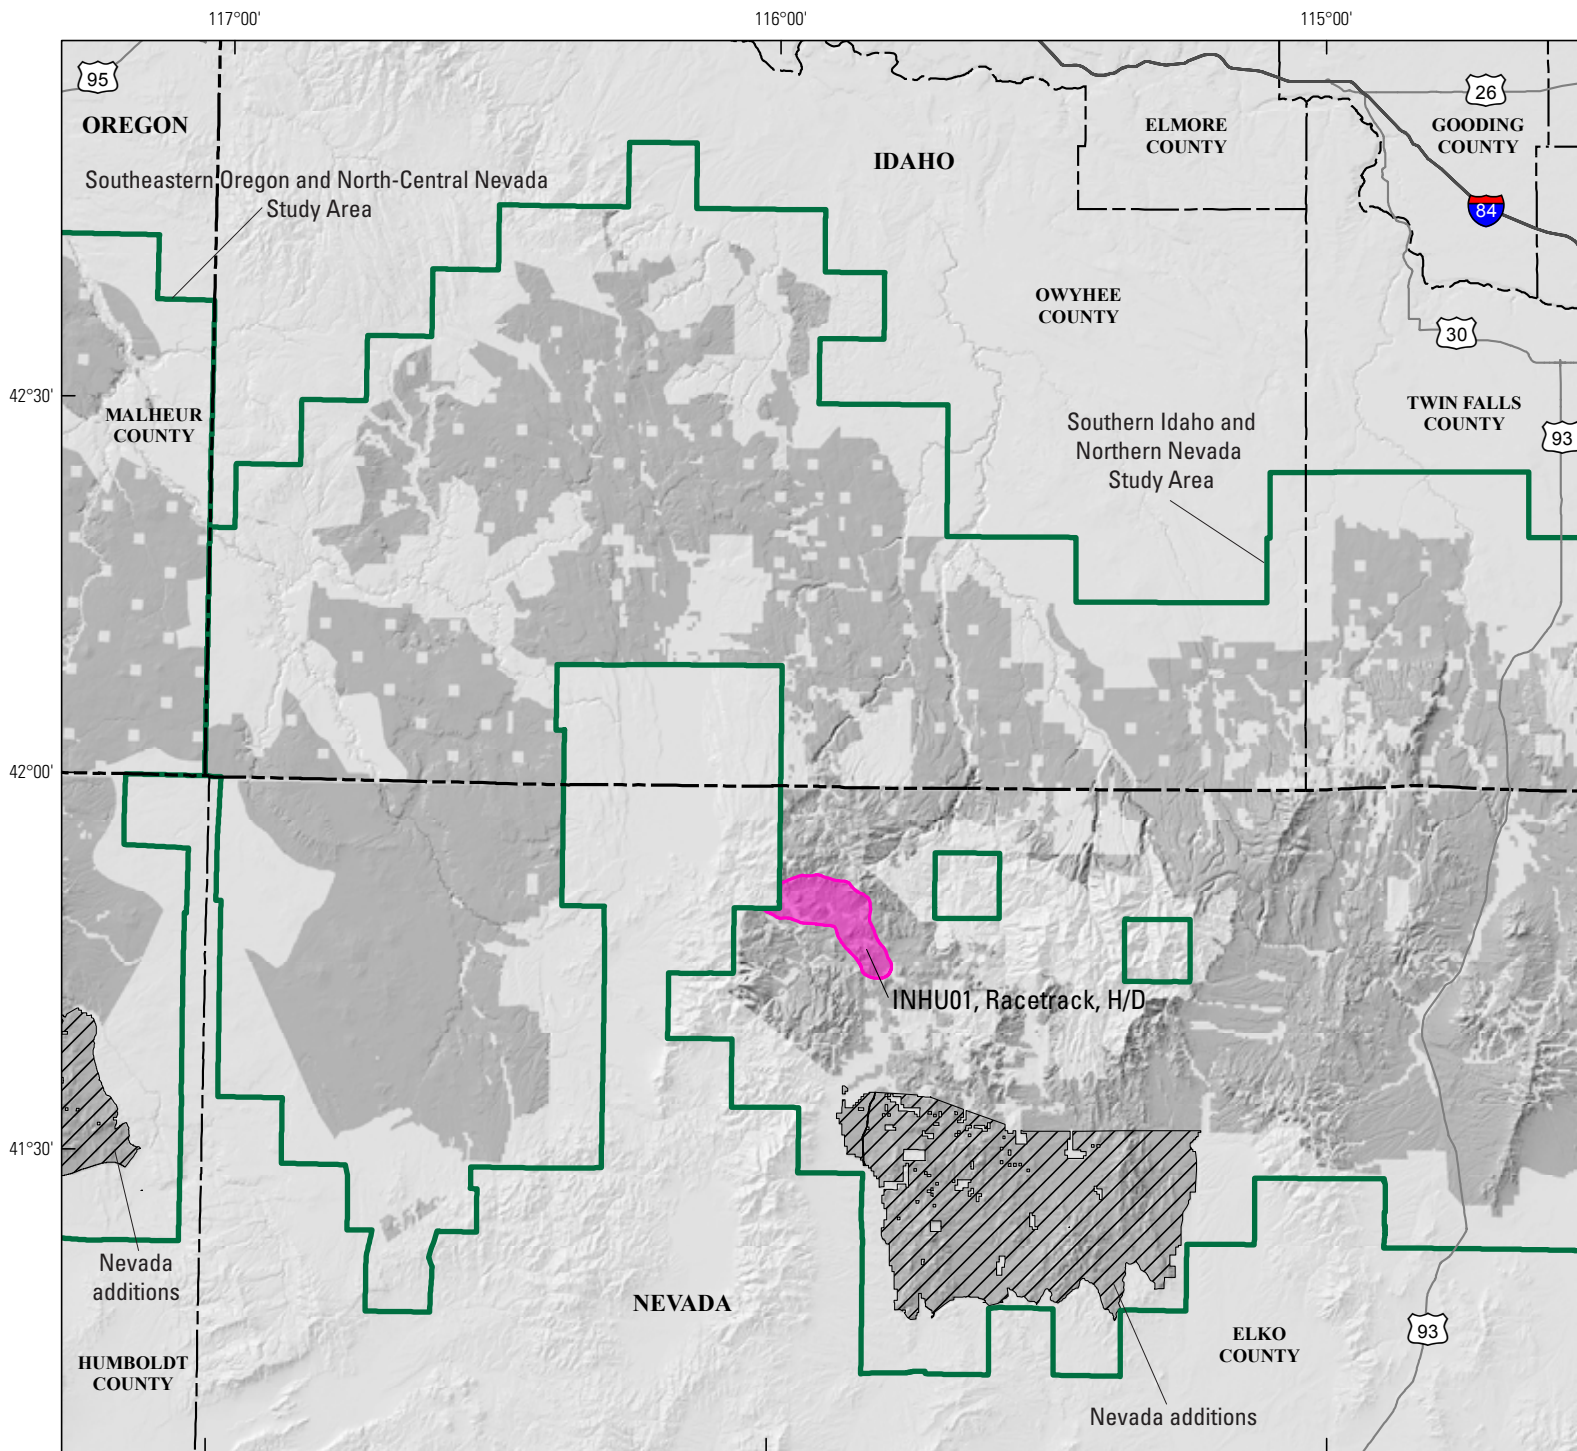 117°00'
116°00'
115°00'
95
26
OREGON
ELMORE
COUNTY
GOODING
COUNTY
IDAHO
Southeastern Oregon and North-Central Nevada
Study Area
84
OWYHEE
COUNTY
30
42°30'
MALHEUR
COUNTY
TWIN FALLS
COUNTY
Southern Idaho and
Northern Nevada
Study Area
93
42°00'
INHU01, Racetrack, H/D
41°30'
Nevada
additions
NEVADA
93
ELKO
COUNTY
HUMBOLDT
COUNTY
Nevada additions